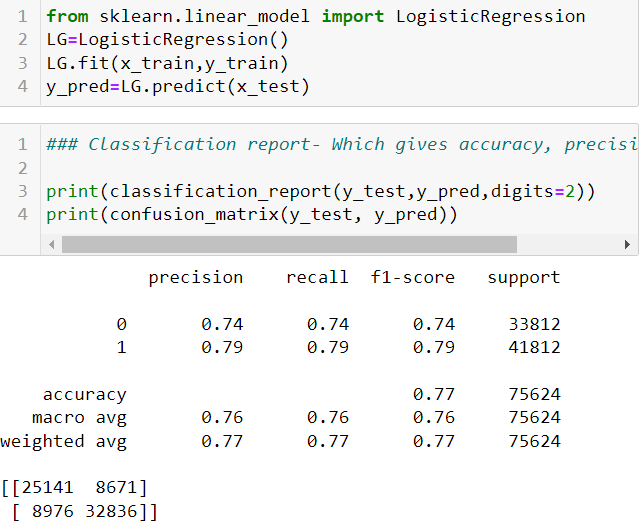 1 from sklearn.linear_model import LogisticRegression
2 LG=LogisticRegression()
3 LG.fit(x_train,y_train)
4 y_pred=LG.predict(x_test)
1 ### Classification report- Which gives accuracy, precisi
2
3 print(classification_report(y_test,y_pred,digits=2))
4 print(confusion_matrix(y_test, y_pred))
precision recall f1-score support
0 0.74 0.74 0.74 33812
1 0.79 0.79 0.79 41812
accuracy 0.77 75624
macro avg 0.76 0.76 0.76 75624
weighted avg 0.77 0.77 0.77 75624
[[25141 8671]
[ 8976 32836]]